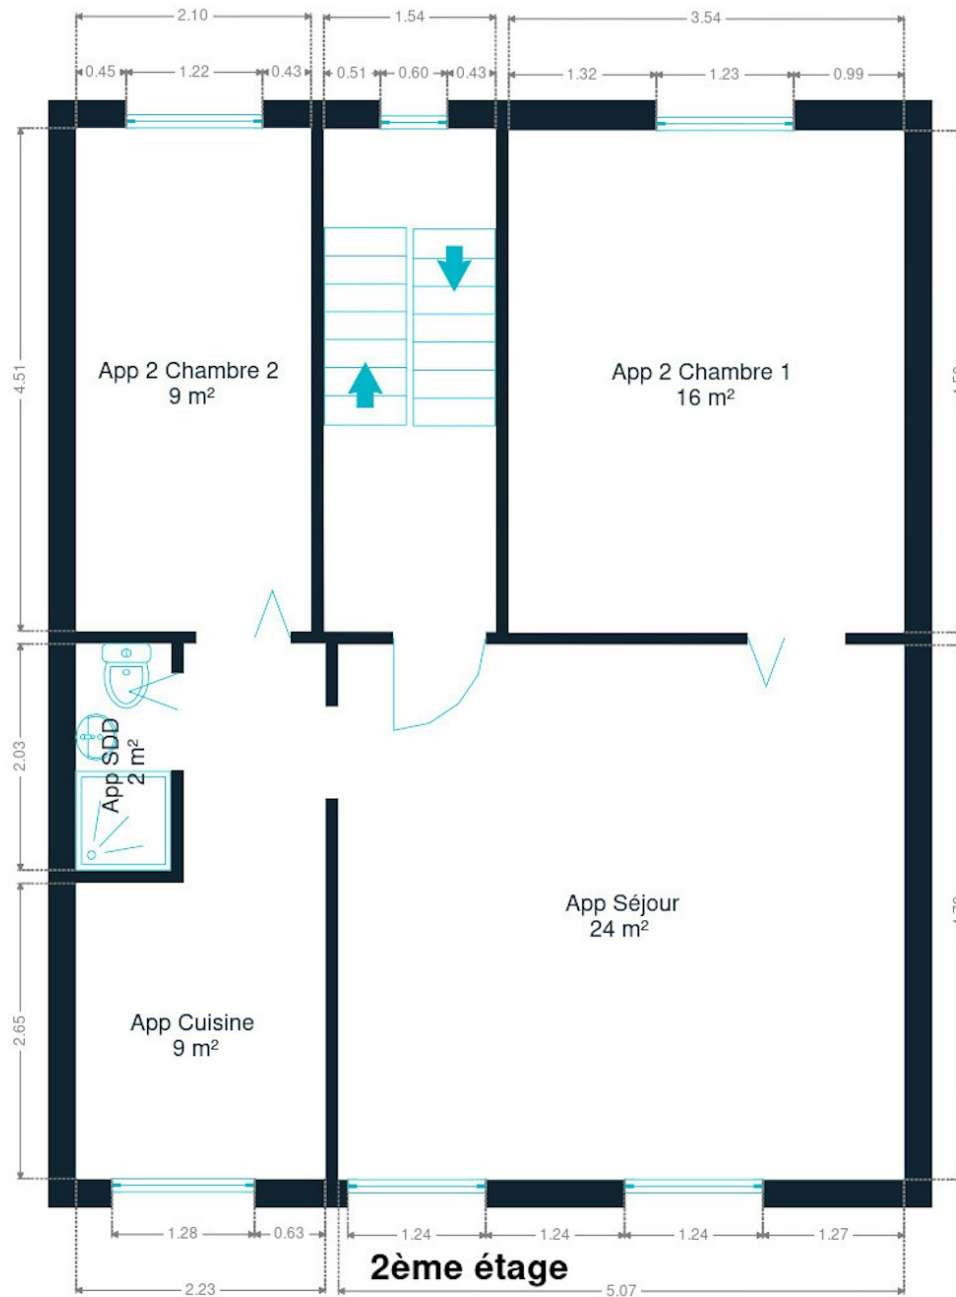 2.10
1.54
3.54
0.45
1.22
0.43
0.51
0.60
0.43
1.32
1.23
0.99
4.51
App 2 Chambre 2
9 m²
App 2 Chambre 1
16 m²
2.03
App SDD
2 m²
App Séjour
24 m²
2.65
App Cuisine
9 m²
1.28
0.63
1.24
1.24
1.24
1.27
2ème étage
2.23
5.07